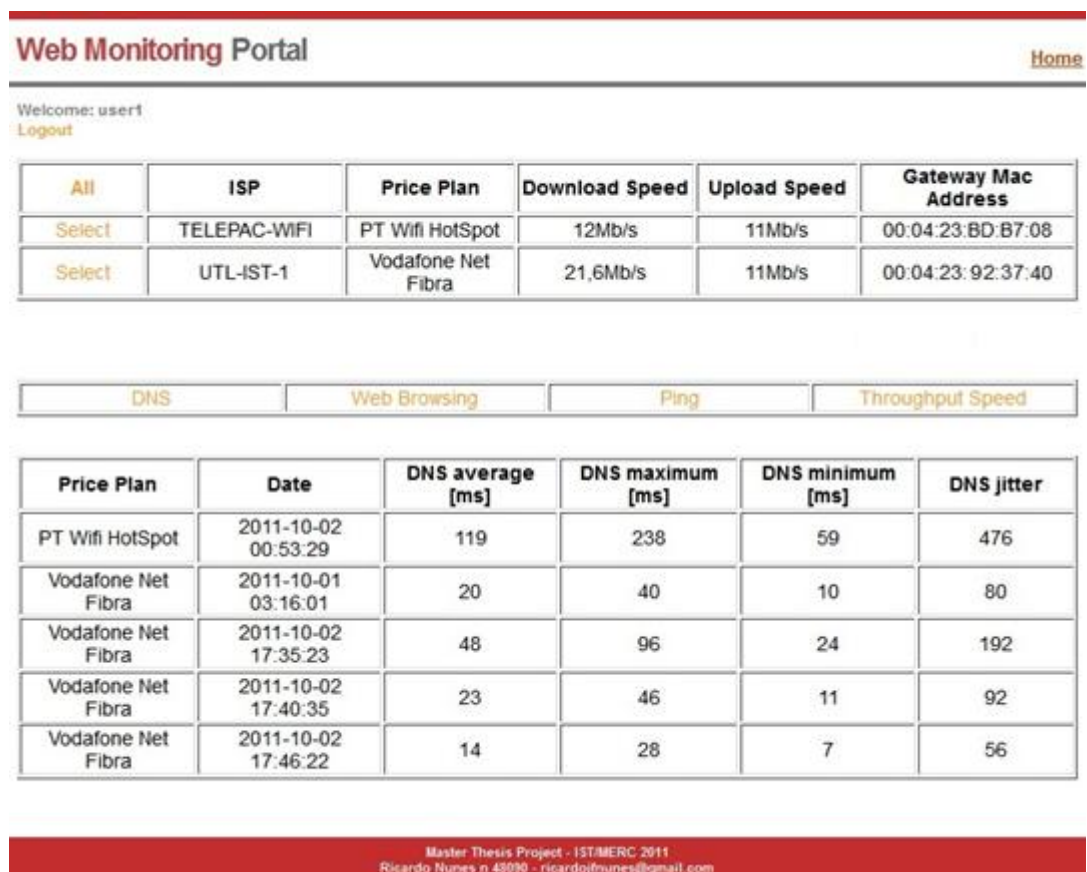 Web Monitoring Portal
Home
Welcome: user1
Logout
All ISP Price Plan Download Speed Upload Speed Gateway Mac Address
Select TELEPAC-WIFI PT Wifi HotSpot 12Mb/s 11Mb/s 00:04:23:BD:B7:08
Select UTL-IST-1 Vodafone Net Fibra 21,6Mb/s 11Mb/s 00:04:23:92:37:40
DNS Web Browsing Ping Throughput Speed
Price Plan Date DNS average [ms] DNS maximum [ms] DNS minimum [ms] DNS jitter
PT Wifi HotSpot 2011-10-02 00:53:29 119 238 59 476
Vodafone Net Fibra 2011-10-01 03:16:01 20 40 10 80
Vodafone Net Fibra 2011-10-02 17:35:23 48 96 24 192
Vodafone Net Fibra 2011-10-02 17:40:35 23 46 11 92
Vodafone Net Fibra 2011-10-02 17:46:22 14 28 7 56
Master Thesis Project - IST/MERC 2011
Ricardo Nunes n 48090 - ricardoifnunes@gmail.com